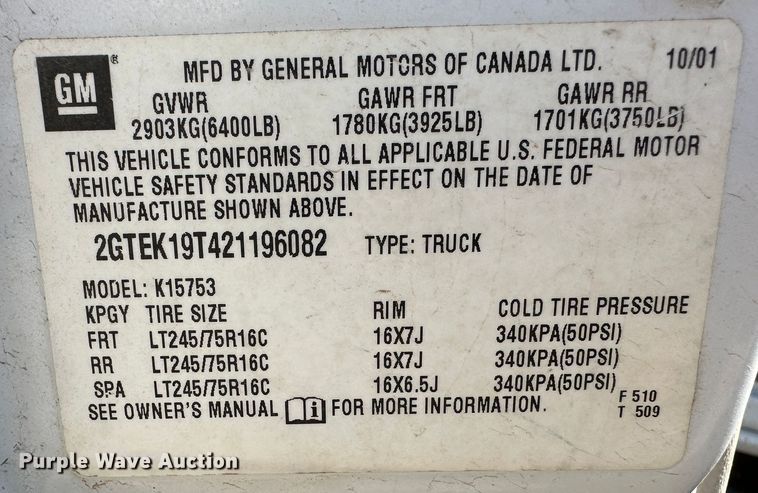 GM®
MFD BY GENERAL MOTORS OF CANADA LTD. 10/01
GVWR GAWR FRT GAWR RR
2903KG(6400LB) 1780KG(3925LB) 1701KG(3750LB)
THIS VEHICLE CONFORMS TO ALL APPLICABLE U.S. FEDERAL MOTOR
VEHICLE SAFETY STANDARDS IN EFFECT ON THE DATE OF
MANUFACTURE SHOWN ABOVE.
2GTEK19T421196082 TYPE: TRUCK
MODEL: K15753
KPGY TIRE SIZE RIM COLD TIRE PRESSURE
FRT LT245/75R16C 16X7J 340KPA(50PSI)
RR LT245/75R16C 16X7J 340KPA(50PSI)
SPA LT245/75R16C 16X6.5J 340KPA(50PSI)
SEE OWNER'S MANUAL i FOR MORE INFORMATION.
F 510
T 509
Purple Wave Auction